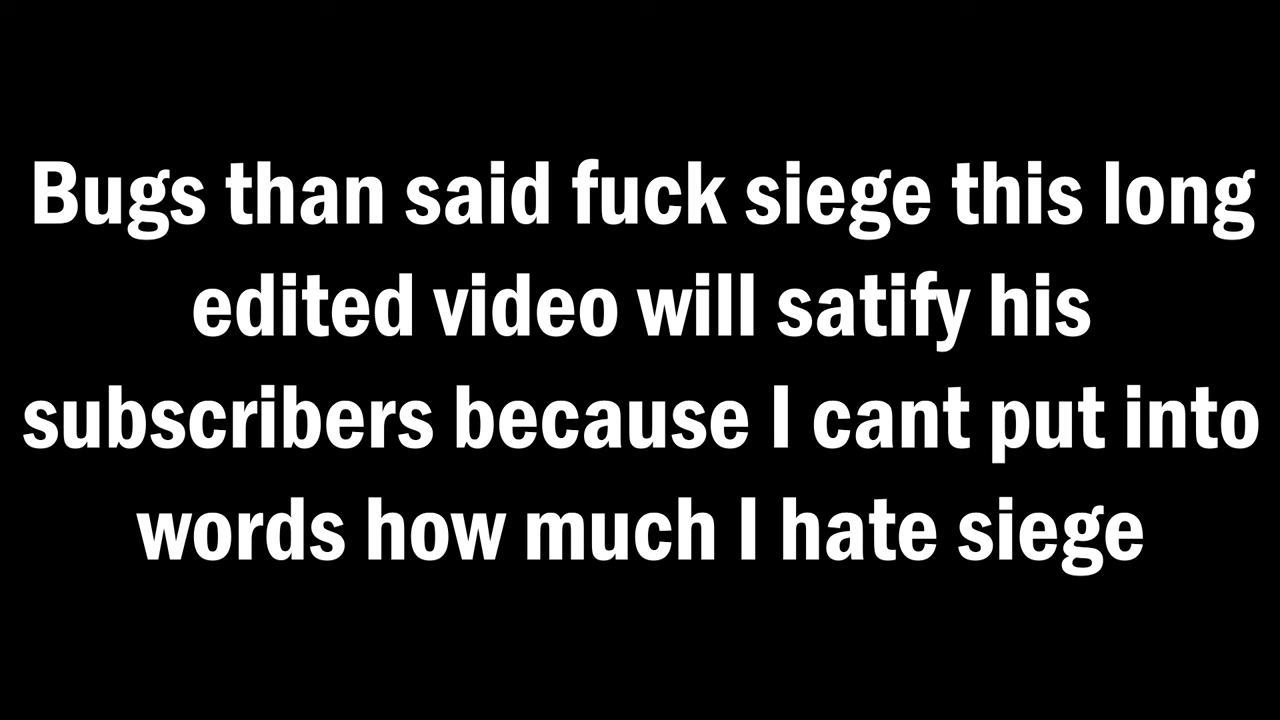 Bugs than said fuck siege this long
edited video will satify his
subscribers because I cant put into
words how much I hate siege